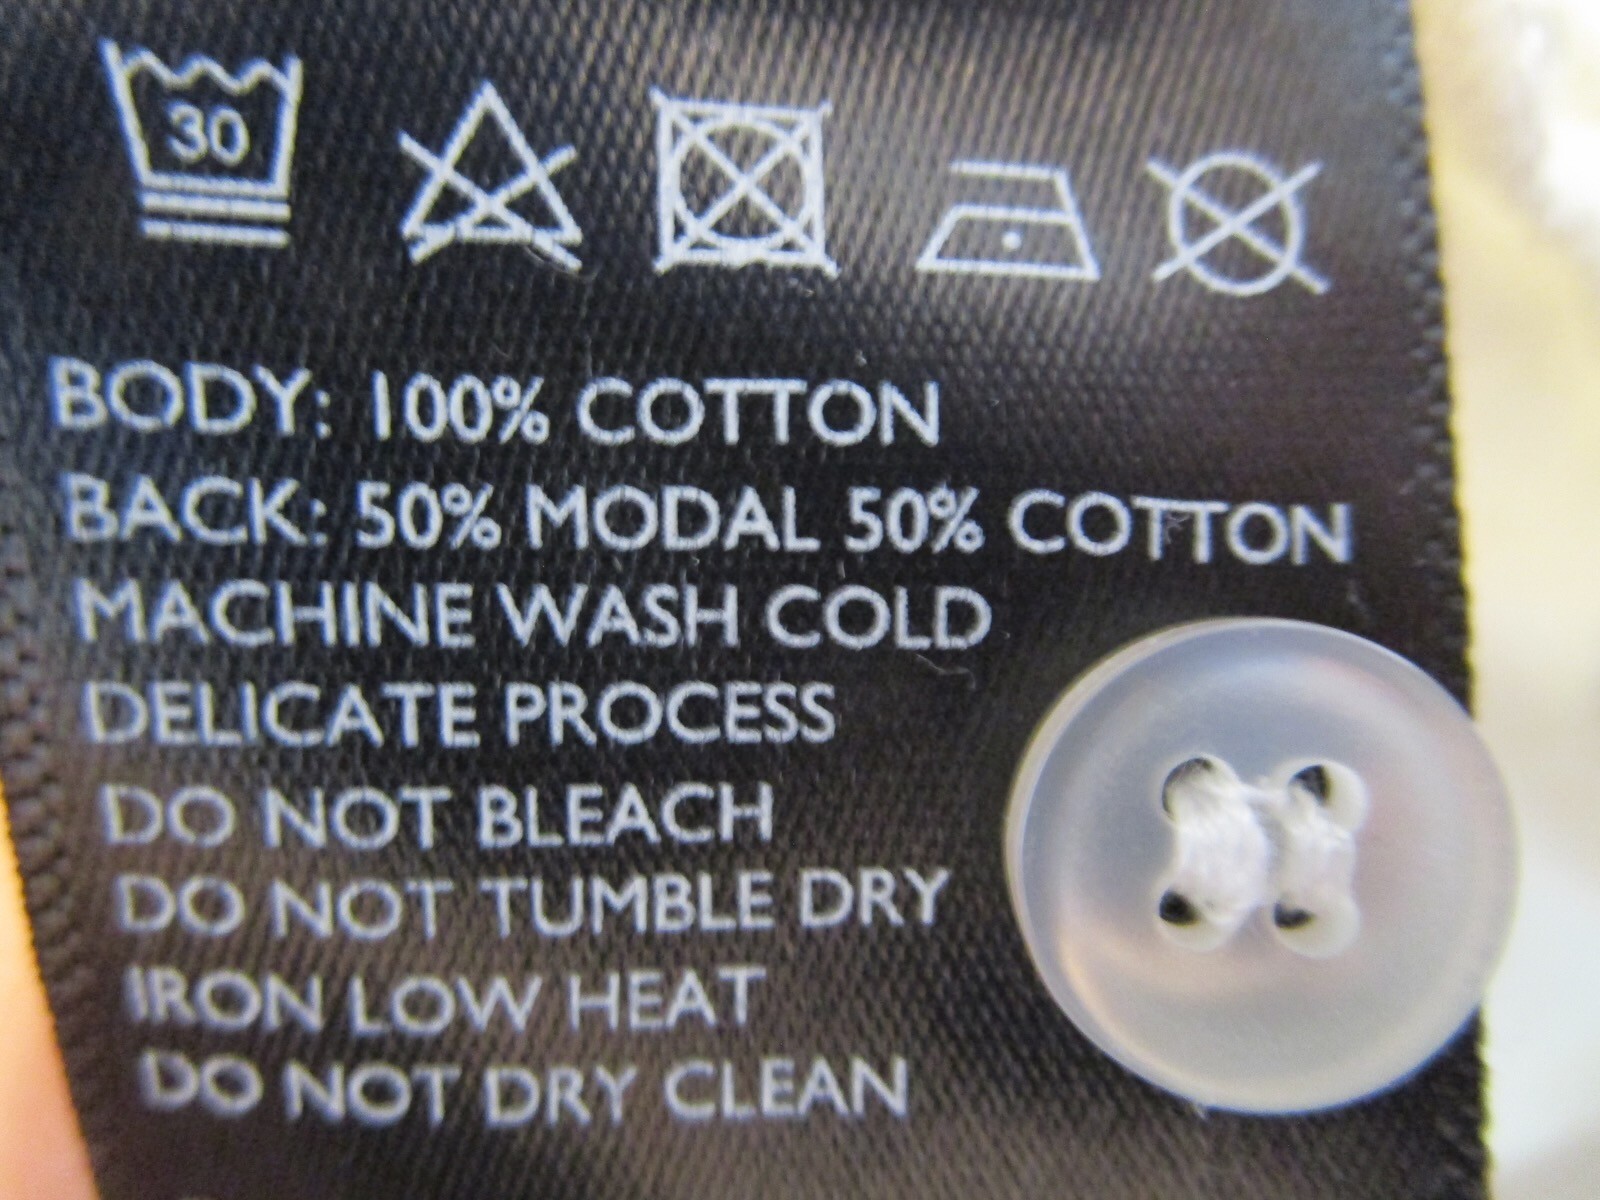 30
BODY: 100% COTTON
BACK: 50% MODAL 50% COTTON
MACHINE WASH COLD
DELICATE PROCESS
DO NOT BLEACH
DO NOT TUMBLE DRY
IRON LOW HEAT
DO NOT DRY CLEAN